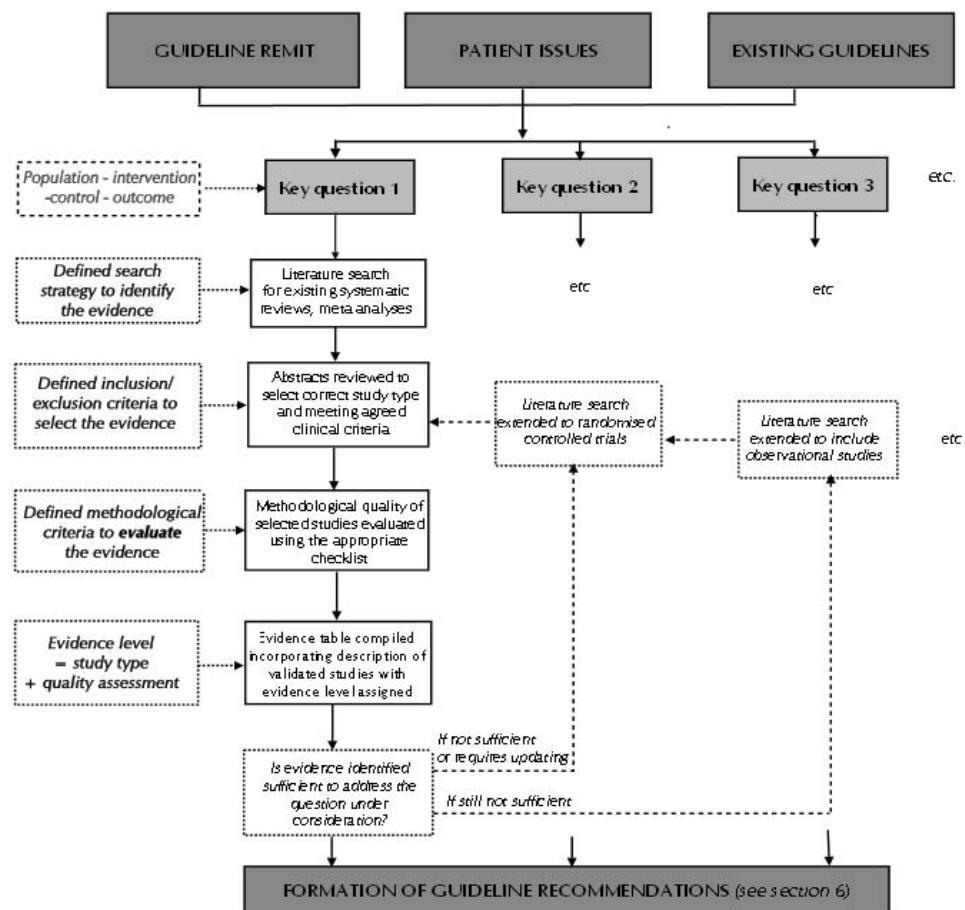 GUIDELINE REMIT
PATIENT ISSUES
EXISTING GUIDELINES
Population - intervention
-control - outcome
Key question 1
Key question 2
Key question 3
etc.
Defined search
strategy to identify
the evidence
Literature search
for existing systematic
reviews, meta analyses
etc
etc
Defined inclusion/
exclusion criteria to
select the evidence
Abstracts reviewed to
select correct study type
and meeting agreed
clinical criteria
Literature search
extended to randomised
controlled trials
Literature search
extended to include
observational studies
etc.
Defined methodological
criteria to evaluate
the evidence
Methodological quality of
selected studies evaluated
using the appropriate
checklist
Evidence level
= study type
+ quality assessment
Evidence table compiled
incorporating description of
validated studies with
evidence level assigned
If not sufficient
or requires updating
Is evidence identified
sufficient to address the
question under
consideration?
If still not sufficient
FORMATION OF GUIDELINE RECOMMENDATIONS (see section 6)